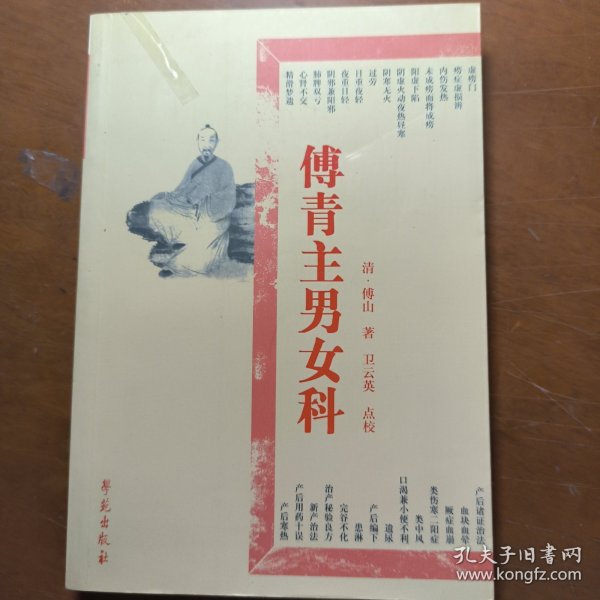 虚痨门
痨症虚损辨
内伤发热
未成痨而将成痨
阳虚下陷
阴虚火动夜热昼寒
阴寒无火
过劳
日重夜轻
夜重日轻
阴邪兼阳邪
肺脾双亏
心肾不交
精滑梦遗
傅青主男女科
清·傅山 著 卫云英 点校
产后诸证治法
血块血晕
厥症血崩
类伤寒二阳症
类中风
口渴兼小便不利
遗尿
产后编下
患淋
完谷不化
治产秘验良方
新产治法
产后用药十误
产后寒热
學苑出版社
孔夫子旧书网
www.kongfz.com